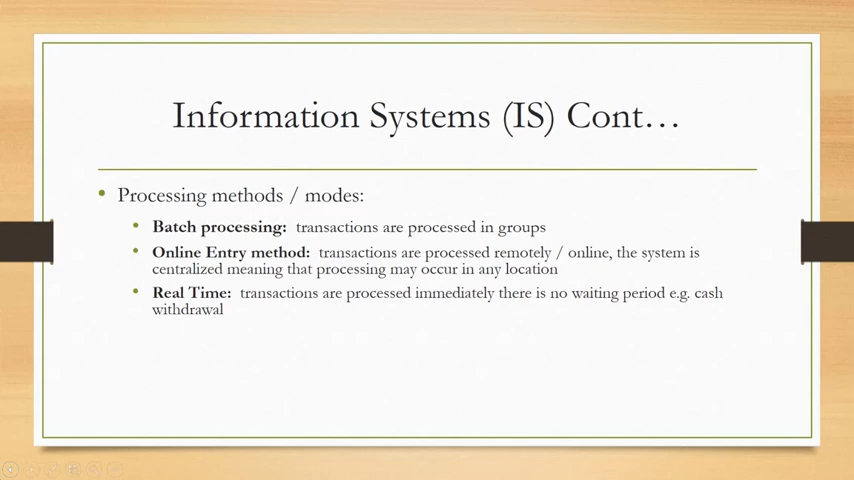 Information Systems (IS) Cont…
• Processing methods / modes:
• Batch processing: transactions are processed in groups
• Online Entry method: transactions are processed remotely / online, the system is
centralized meaning that processing may occur in any location
• Real Time: transactions are processed immediately there is no waiting period e.g. cash
withdrawal